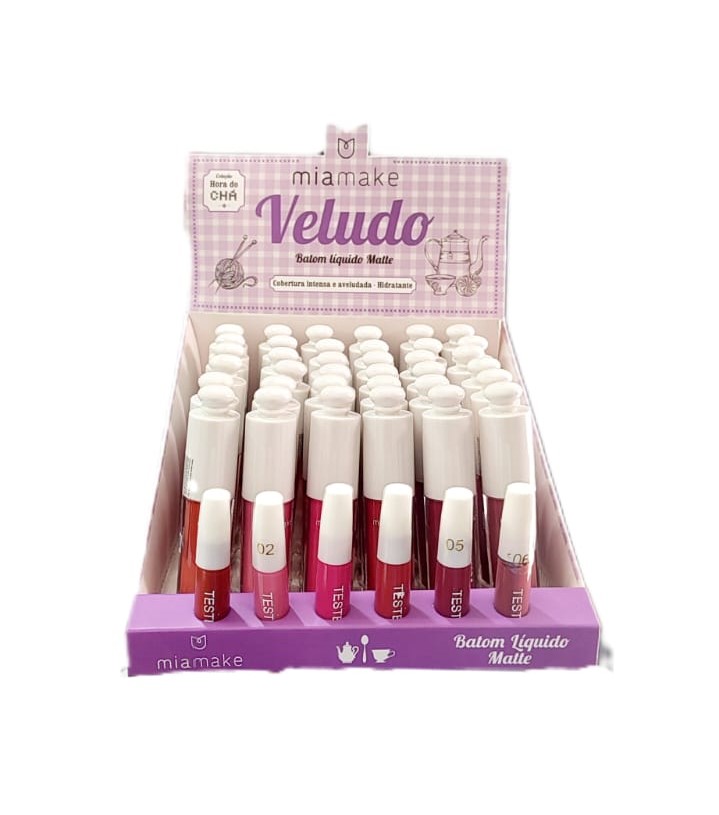 miamake
Coleção
Hora do
CHÁ
Veludo
Batom líquido Matte
Cobertura intensa e aveludada - Hidratante
02
05
06
TESTE
TESTE
TESTE
TESTE
TESTE
TESTE
miamake
Batom Líquido
Matte